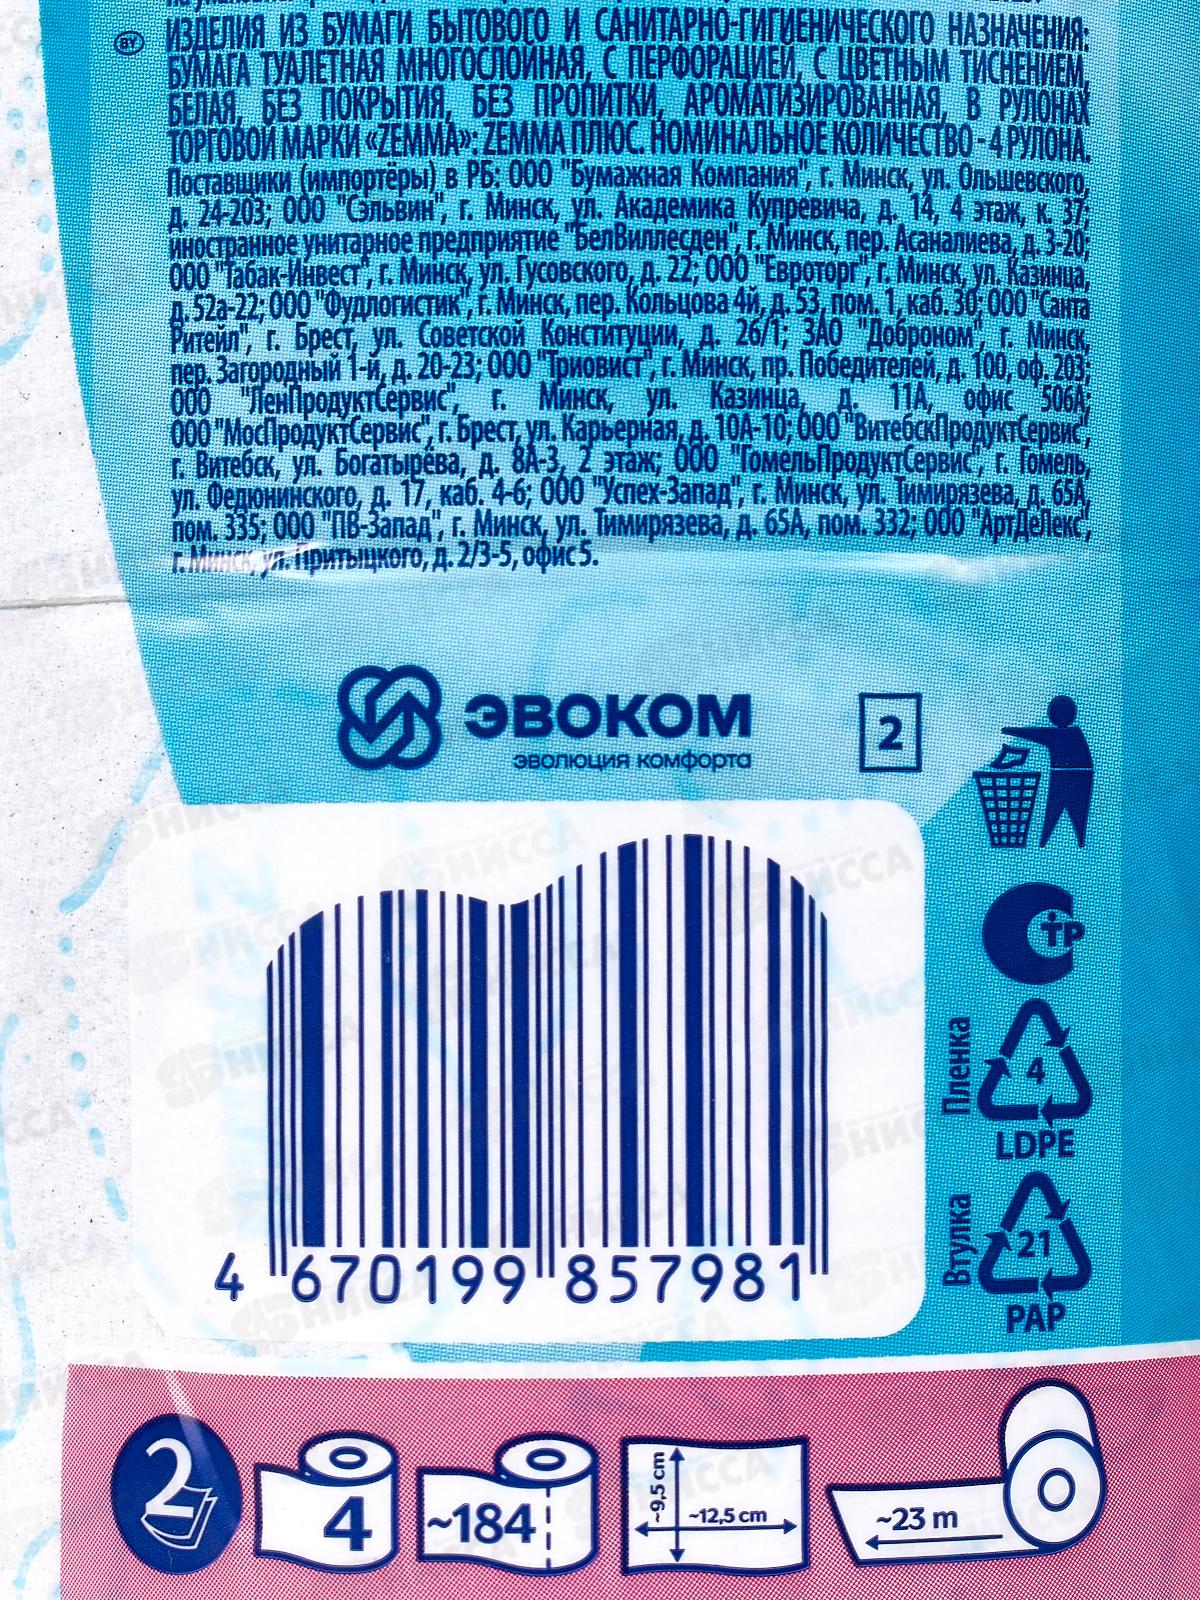 ИЗДЕЛИЯ ИЗ БУМАГИ БЫТОВОГО И САНИТАРНО-ГИГИЕНИЧЕСКОГО НАЗНАЧЕНИЯ:
BY
БУМАГА ТУАЛЕТНАЯ МНОГОСЛОЙНАЯ, С ПЕРФОРАЦИЕЙ, С ЦВЕТНЫМ ТИСНЕНИЕМ,
БЕЛАЯ, БЕЗ ПОКРЫТИЯ, БЕЗ ПРОПИТКИ, АРОМАТИЗИРОВАННАЯ, В РУЛОНАХ
ТОРГОВОЙ МАРКИ «ZEMMA»: ZEMMA ПЛЮС. НОМИНАЛЬНОЕ КОЛИЧЕСТВО - 4 РУЛОНА.
Поставщики (импортёры) в РБ: ООО "Бумажная Компания", г. Минск, ул. Ольшевского,
д. 24-203; ООО "Сэльвин", г. Минск, ул. Академика Купревича, д. 14, 4 этаж, к. 37;
иностранное унитарное предприятие "БелВиллесден", г. Минск, пер. Асаналиева, д. 3-20;
ООО "Табак-Инвест", г. Минск, ул. Гусовского, д. 22; ООО "Евроторг", г. Минск, ул. Казинца,
д. 52а-22; ООО "Фудлогистик", г. Минск, пер. Кольцова 4й, д. 53, пом. 1, каб. 30; ООО "Санта
Ритейл", г. Брест, ул. Советской Конституции, д. 26/1; ЗАО "Доброном", г. Минск,
пер. Загородный 1-й, д. 20-23; ООО "Триовист", г. Минск, пр. Победителей, д. 100, оф. 203;
ООО "ЛенПродуктСервис", г. Минск, ул. Казинца, д. 11А, офис 506А;
ООО "МосПродуктСервис", г. Брест, ул. Карьерная, д. 10А-10; ООО "ВитебскПродуктСервис",
г. Витебск, ул. Богатырёва, д. 8А-3, 2 этаж; ООО "ГомельПродуктСервис", г. Гомель,
ул. Федюнинского, д. 17, каб. 4-6; ООО "Успех-Запад", г. Минск, ул. Тимирязева, д. 65А,
пом. 335; ООО "ПВ-Запад", г. Минск, ул. Тимирязева, д. 65А, пом. 332; ООО "АртДеЛекс",
г. Минск, ул. Притыцкого, д. 2/3-5, офис 5.
ЭВОКОМ
эволюция комфорта
2
ТР
Пленка
4
LDPE
Втулка
21
PAP
4 670199 857981
2
4
~184
~9,5 cm
~12,5 cm
~23 m